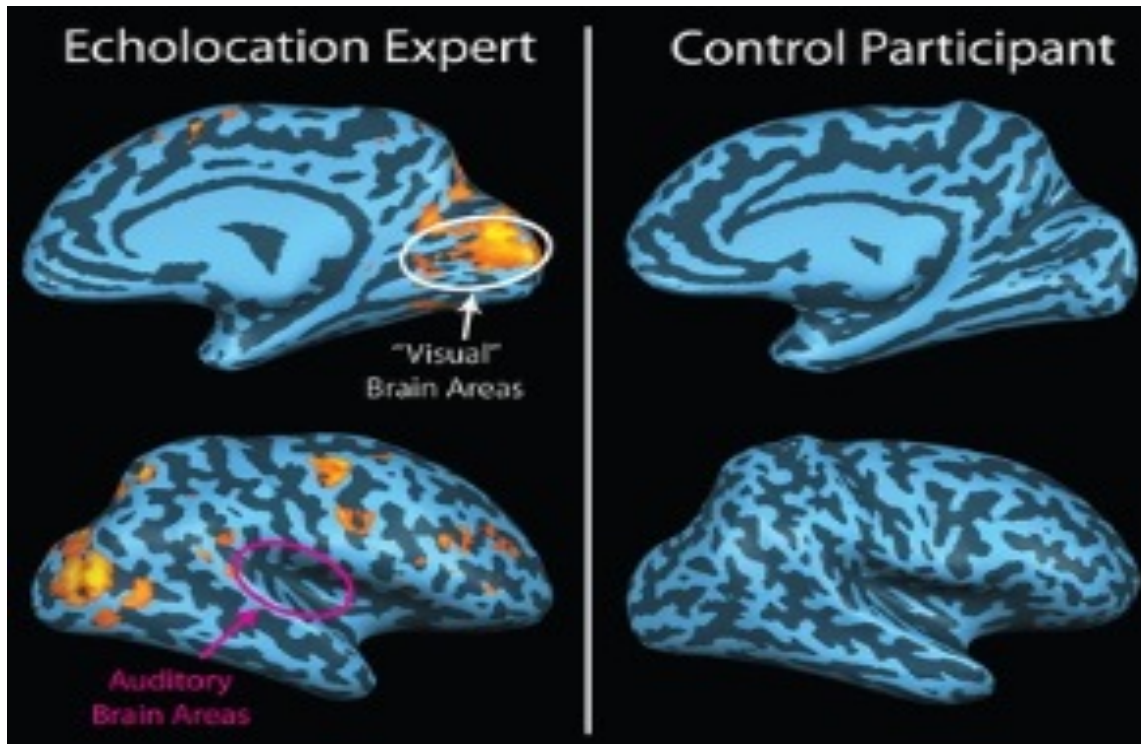 Echolocation Expert
Control Participant
"Visual"
Brain Areas
Auditory
Brain Areas